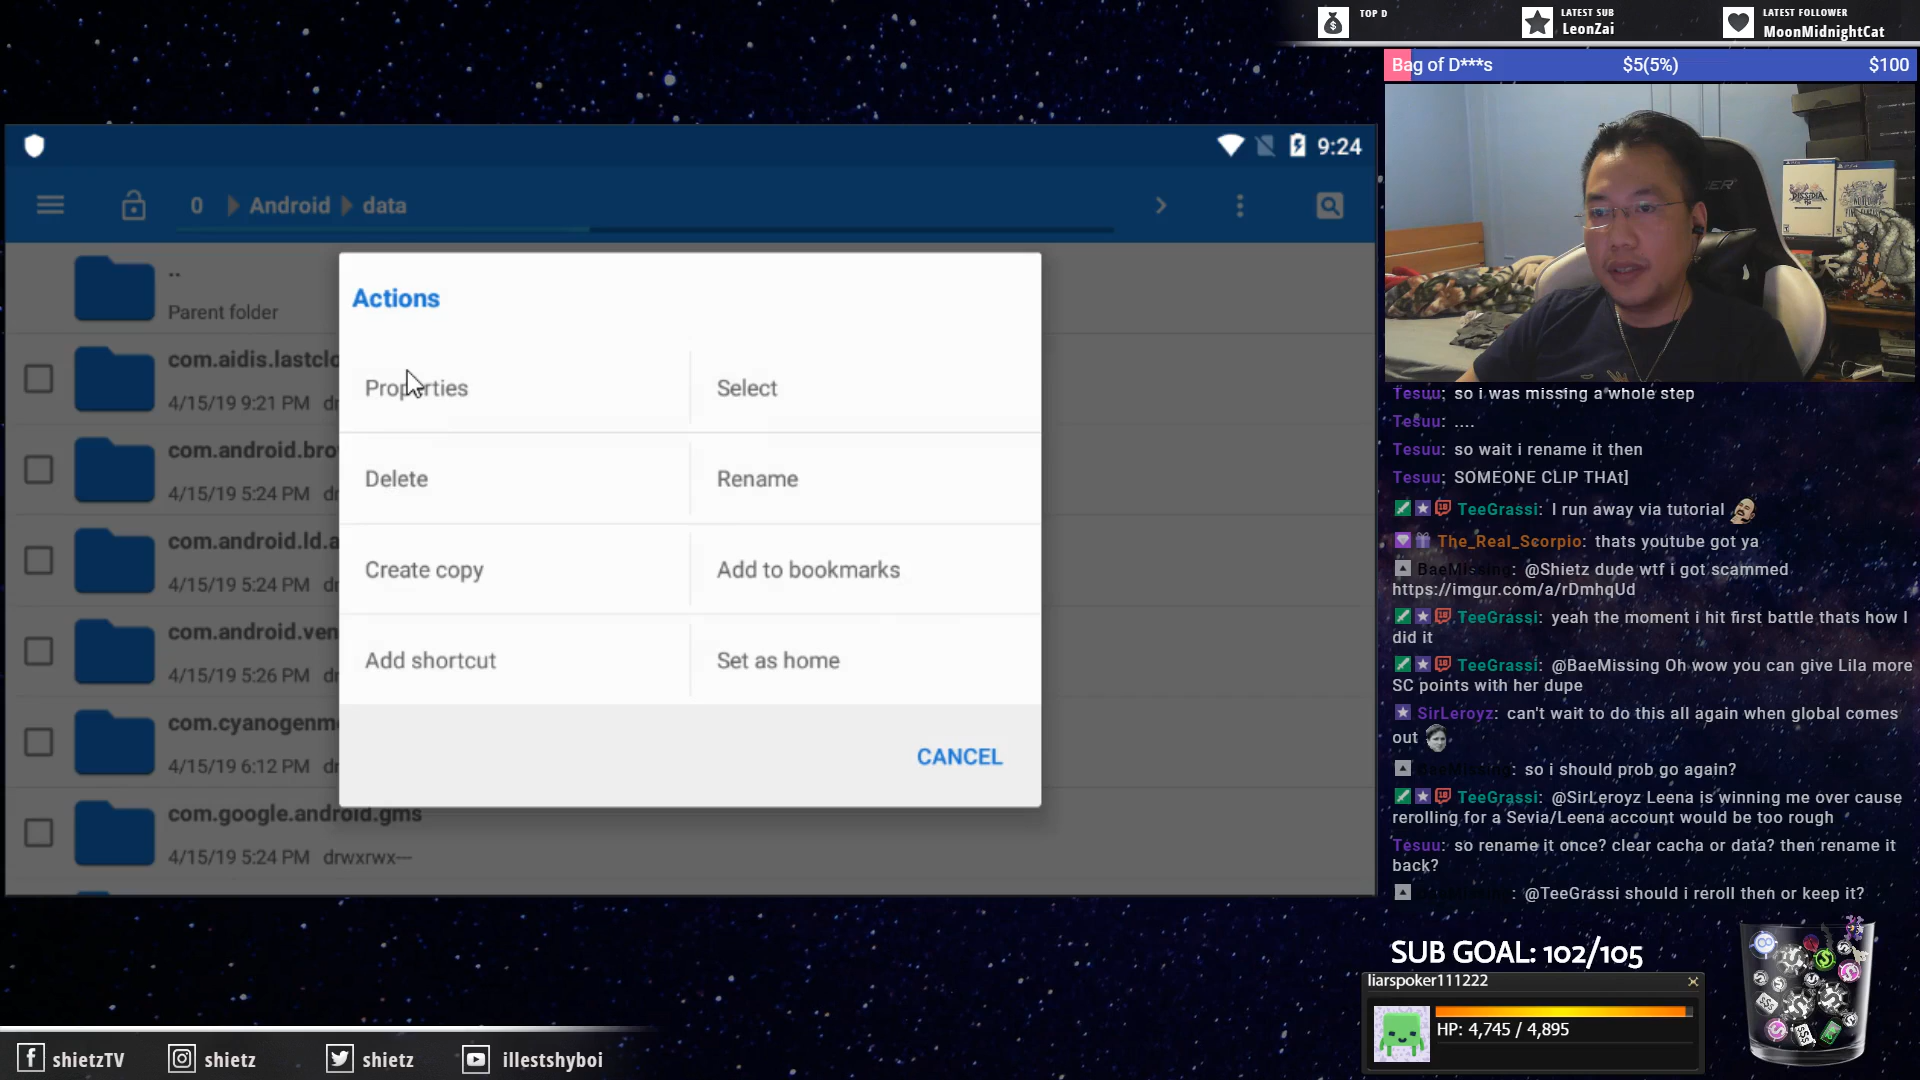 TOP D
LATEST SUB
LeonZai
LATEST FOLLOWER
MoonMidnightCat
Bag of D***s $5(5%) $100
9:24
0 Android data
..
Parent folder
com.aidis.lastclo
4/15/19 9:21 PM
com.android.bro
4/15/19 5:24 PM
com.android.ld.a
4/15/19 5:24 PM
com.android.ven
4/15/19 5:26 PM
com.cyanogenm
4/15/19 6:12 PM
com.google.android.gms
4/15/19 5:24 PM drwxrwx---
Actions
Properties
Select
Delete
Rename
Create copy
Add to bookmarks
Add shortcut
Set as home
CANCEL
DISSIDIA
Tesuu: so i was missing a whole step
Tesuu: ....
Tesuu: so wait i rename it then
Tesuu: SOMEONE CLIP THAt]
TeeGrassi: I run away via tutorial
The_Real_Scorpio: thats youtube got ya
BaeMissing: @Shietz dude wtf i got scammed
https://imgur.com/a/rDmhqUd
TeeGrassi: yeah the moment i hit first battle thats how I
did it
TeeGrassi: @BaeMissing Oh wow you can give Lila more
SC points with her dupe
SirLeroyz: can't wait to do this all again when global comes
out
BaeMissing: so i should prob go again?
TeeGrassi: @SirLeroyz Leena is winning me over cause
rerolling for a Sevia/Leena account would be too rough
Tesuu: so rename it once? clear cacha or data? then rename it
back?
: @TeeGrassi should i reroll then or keep it?
SUB GOAL: 102/105
liarspoker111222
HP: 4,745 / 4,895
shietzTV
shietz
shietz
illestshyboi